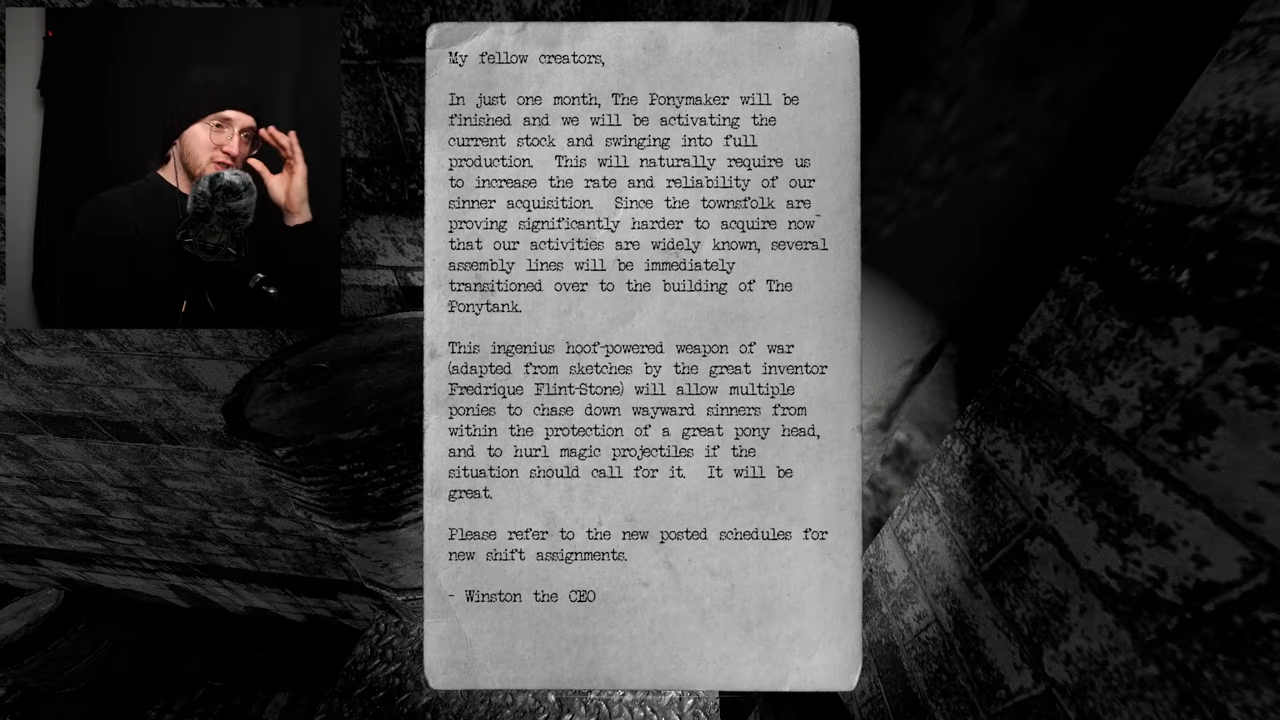 My fellow creators,
In just one month, The Ponymaker will be
finished and we will be activating the
current stock and swinging into full
production.  This will naturally require us
to increase the rate and reliability of our
sinner acquisition.  Since the townsfolk are
proving significantly harder to acquire now
that our activities are widely known, several
assembly lines will be immediately
transitioned over to the building of The
Ponytank.
This ingenius hoof-powered weapon of war
(adapted from sketches by the great inventor
Fredrique Flint-Stone) will allow multiple
ponies to chase down wayward sinners from
within the protection of a great pony head,
and to hurl magic projectiles if the
situation should call for it.  It will be
great.
Please refer to the new posted schedules for
new shift assignments.
- Winston the CEO